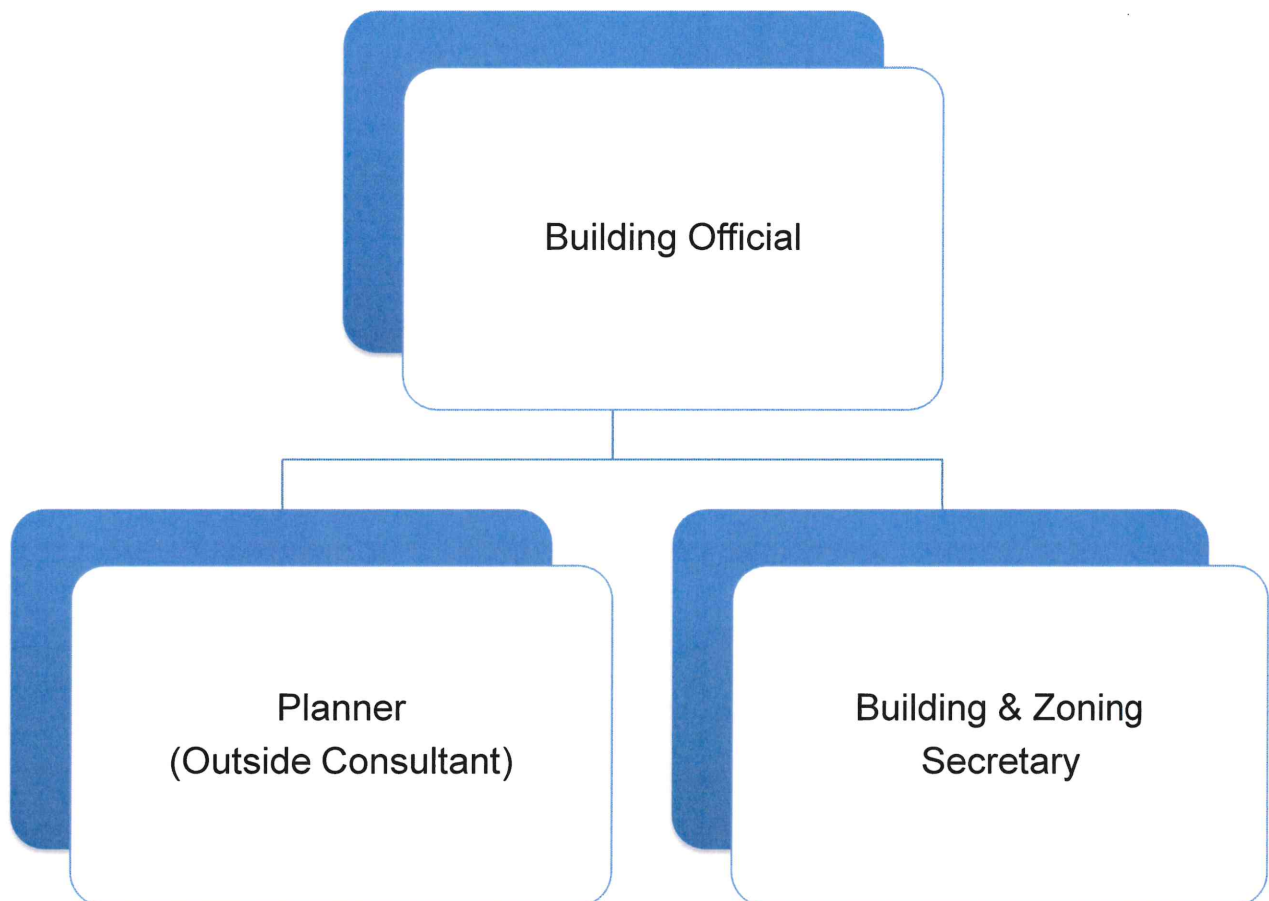 Building Official
Planner
(Outside Consultant)
Building & Zoning
Secretary